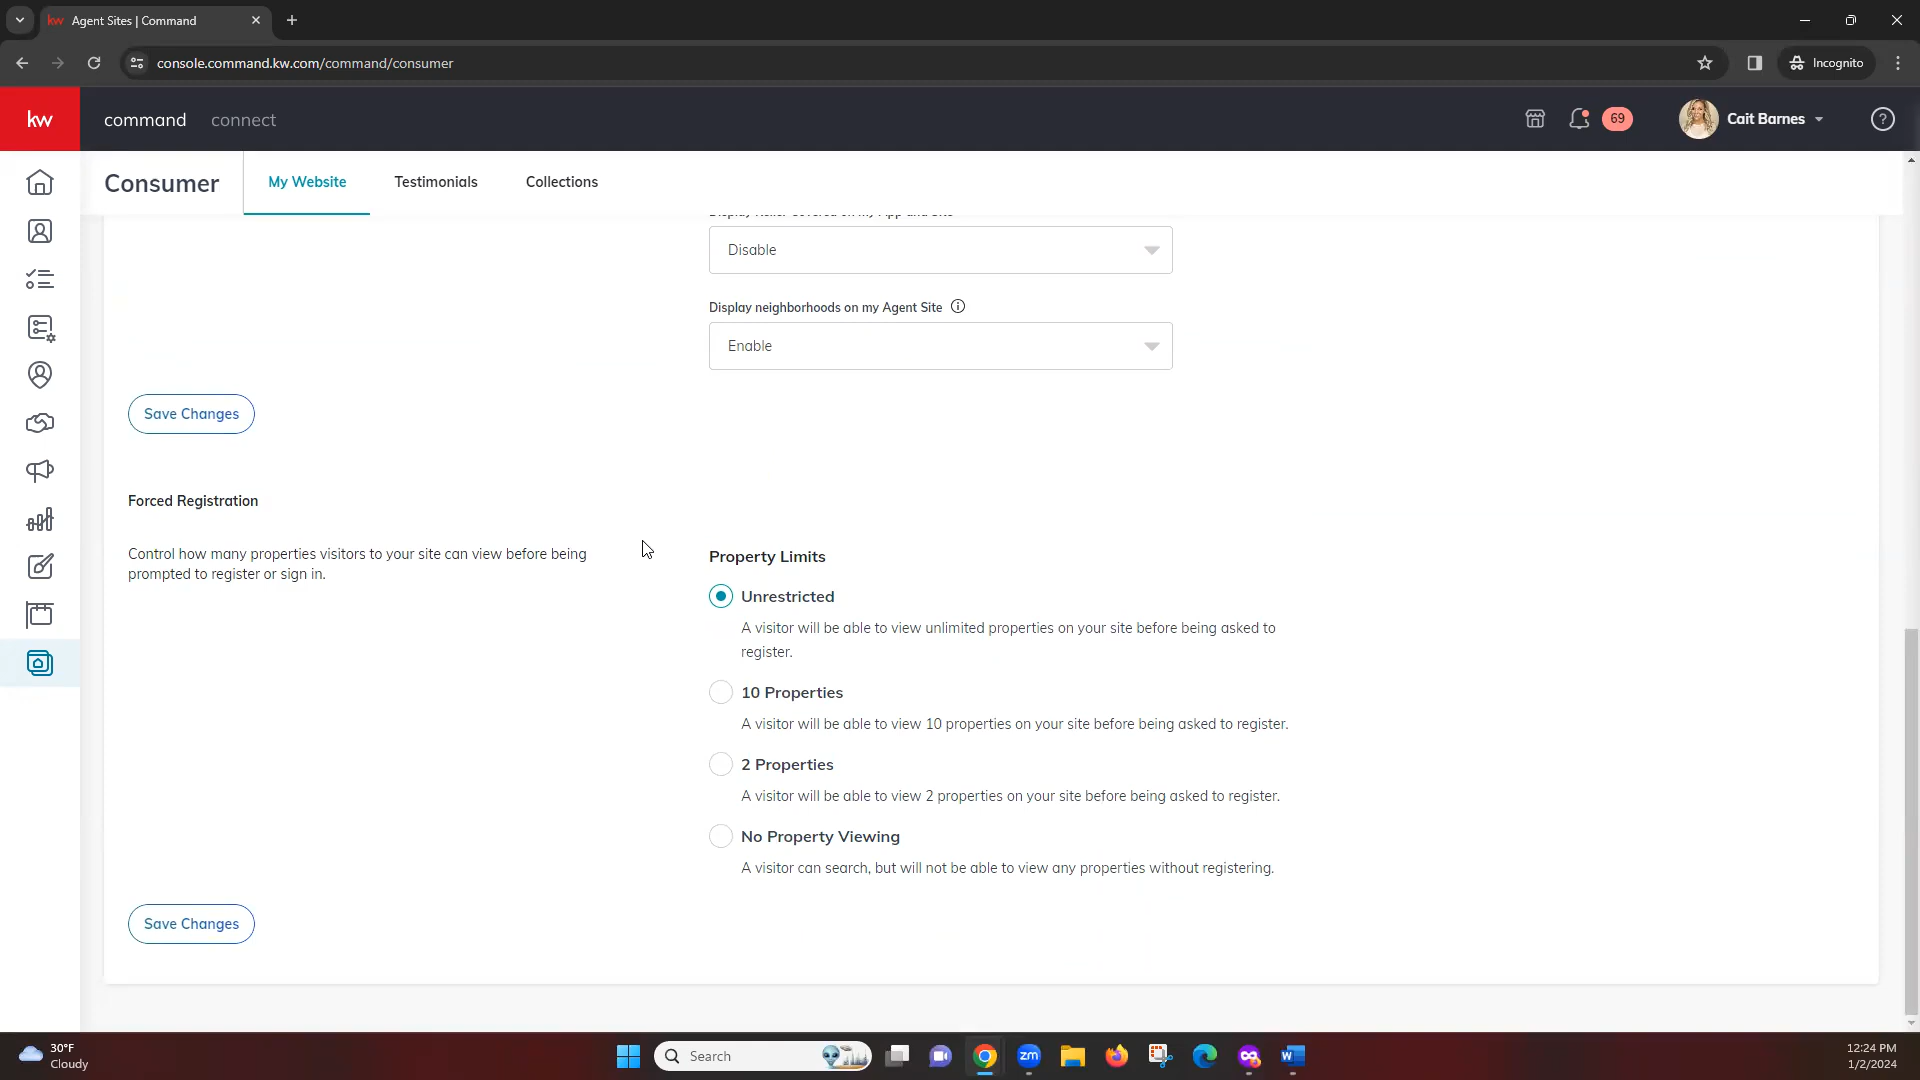 Agent Sites | Command
console.command.kw.com/command/consumer
Incognito
kw
command
connect
69
Cait Barnes
Consumer
My Website
Testimonials
Collections
Disable
Display neighborhoods on my Agent Site
Enable
Save Changes
Forced Registration
Control how many properties visitors to your site can view before being
prompted to register or sign in.
Property Limits
Unrestricted
A visitor will be able to view unlimited properties on your site before being asked to
register.
10 Properties
A visitor will be able to view 10 properties on your site before being asked to register.
2 Properties
A visitor will be able to view 2 properties on your site before being asked to register.
No Property Viewing
A visitor can search, but will not be able to view any properties without registering.
Save Changes
30°F
Cloudy
Search
zm
12:24 PM
1/2/2024